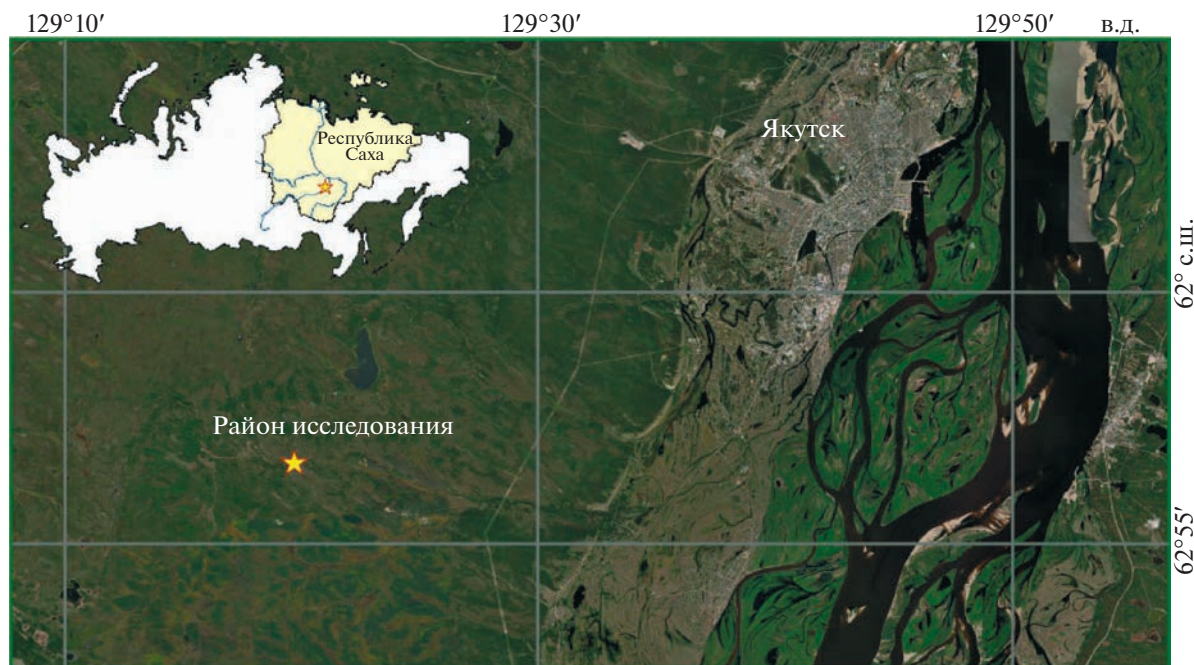 129°10′ 129°30′ 129°50′ в.д.
Республика
Саха
Якутск
62° с.ш.
Район исследования
62°55′